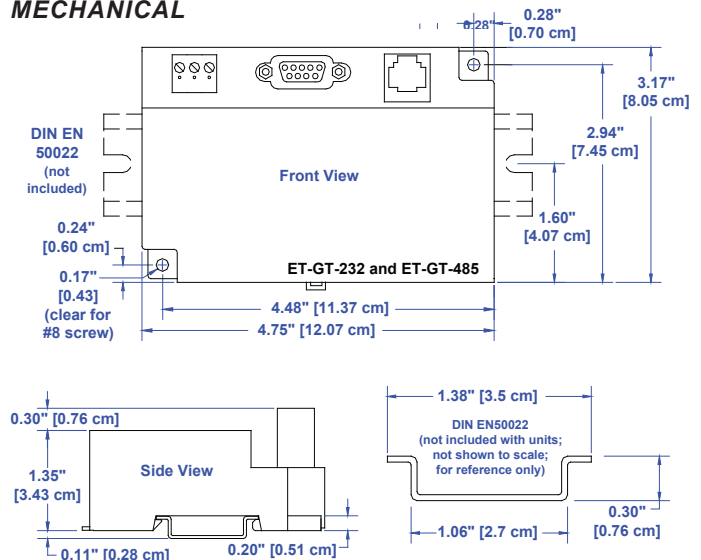 MECHANICAL
0.28"
0.28"
[0.70 cm]
3.17"
[8.05 cm]
2.94"
[7.45 cm]
DIN EN
50022
(not
included)
Front View
1.60"
[4.07 cm]
0.24"
[0.60 cm]
ET-GT-232 and ET-GT-485
0.17"
[0.43]
(clear for
#8 screw)
4.48" [11.37 cm]
4.75" [12.07 cm]
0.30" [0.76 cm]
1.35"
[3.43 cm]
Side View
0.11" [0.28 cm]
0.20" [0.51 cm]
1.38" [3.5 cm]
DIN EN50022
(not included with units;
not shown to scale;
for reference only)
0.30"
[0.76 cm]
1.06" [2.7 cm]